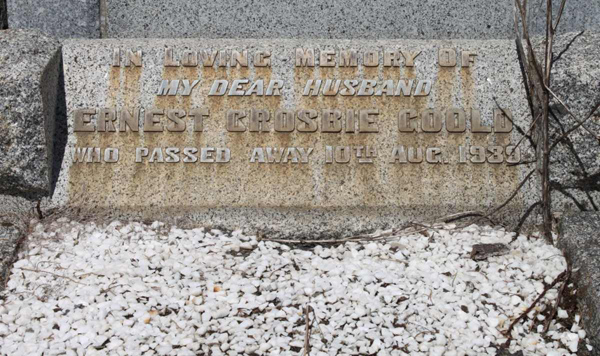 IN LOVING MEMORY OF
MY DEAR HUSBAND
ERNEST CROSBIE GOOLD
WHO PASSED AWAY 10TH AUG. 1939.